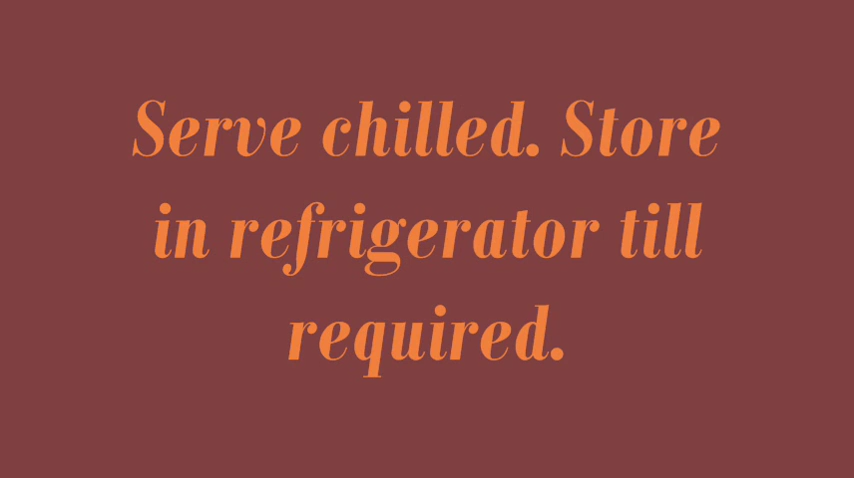 Serve chilled. Store
in refrigerator till
required.